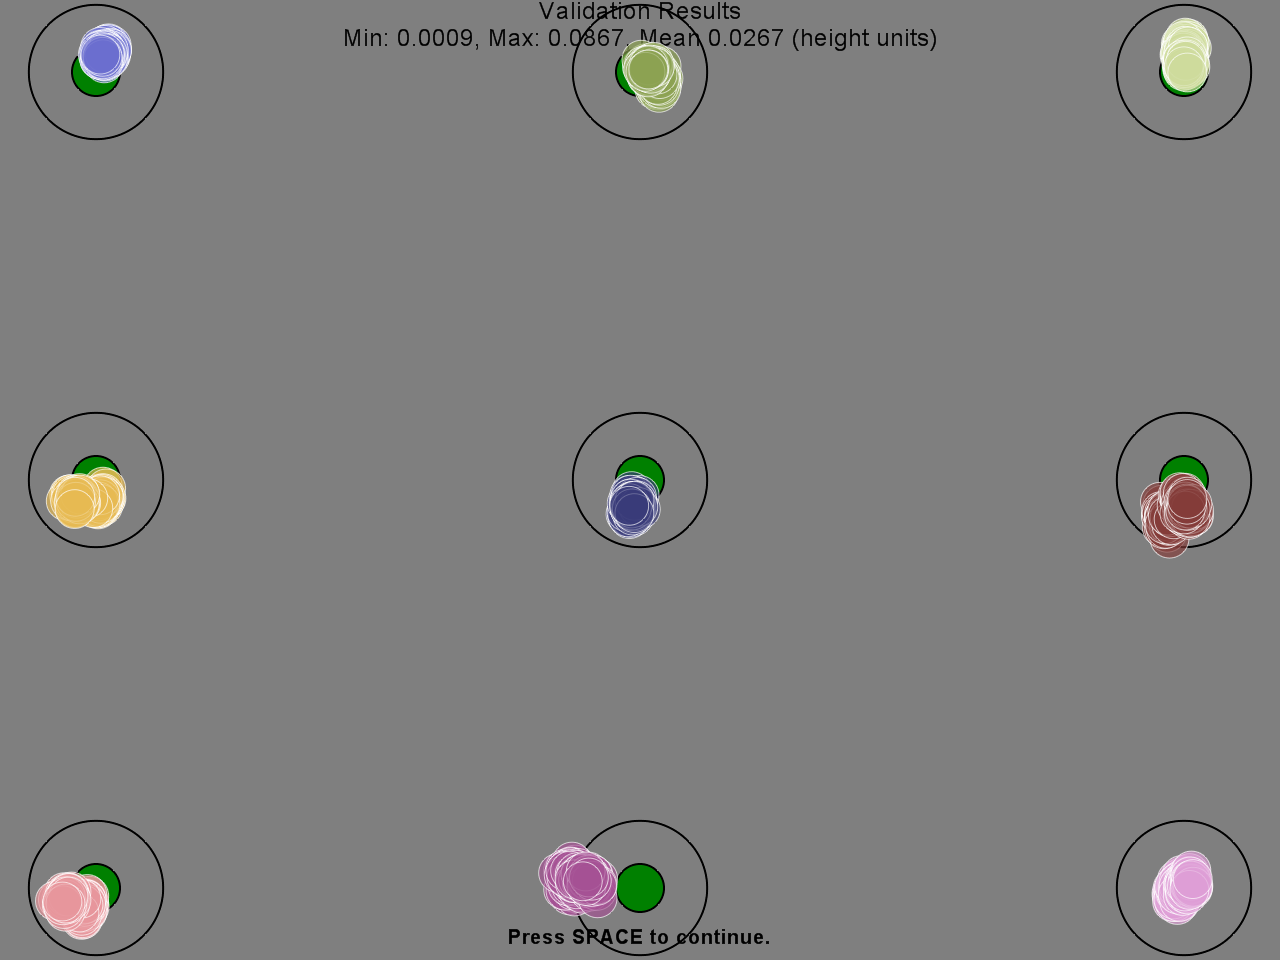 Validation Results
Min: 0.0009, Max: 0.0867, Mean 0.0267 (height units)
Press SPACE to continue.